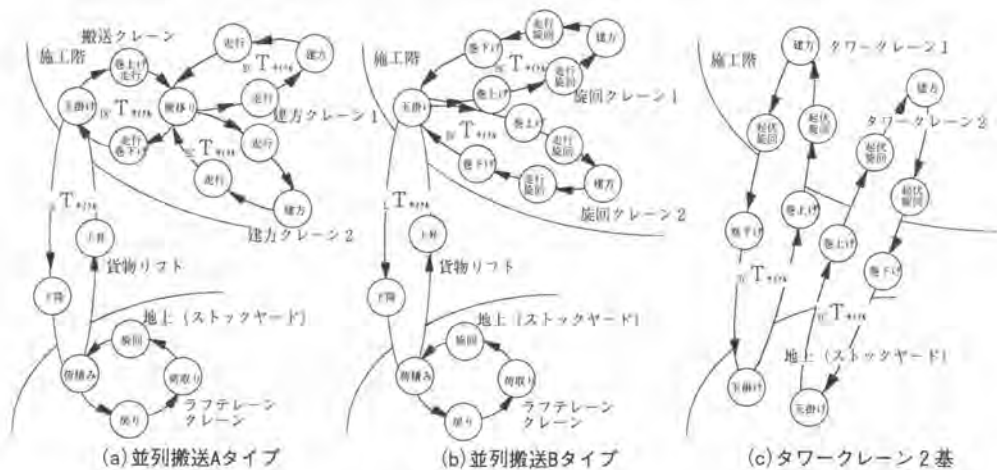 施工階
搬送クレーン
巻上げ
走行
玉掛け
走行
巻下げ
走行
建方
走行
建方クレーン1
走行
走行
建方
建方クレーン2
上昇
貨物リフト
下降
地上(ストックヤード)
旋回
荷積み
荷取り
戻り
ラフテレーン
クレーン
(a)並列搬送Aタイプ
施工階
巻下げ
走行
旋回
建方
玉掛け
巻上げ
走行
旋回
旋回クレーン1
巻上げ
走行
旋回
巻下げ
走行
旋回
建方
旋回クレーン2
上昇
貨物リフト
下降
地上(ストックヤード)
旋回
荷積み
荷取り
戻り
ラフテレーン
クレーン
(b)並列搬送Bタイプ
施工階
建方
タワークレーン1
起伏
旋回
起伏
旋回
建方
タワークレーン2
起伏
旋回
起伏
旋回
巻下げ
巻上げ
巻上げ
巻下げ
地上(ストックヤード)
玉掛け
玉掛け
(c)タワークレーン2基